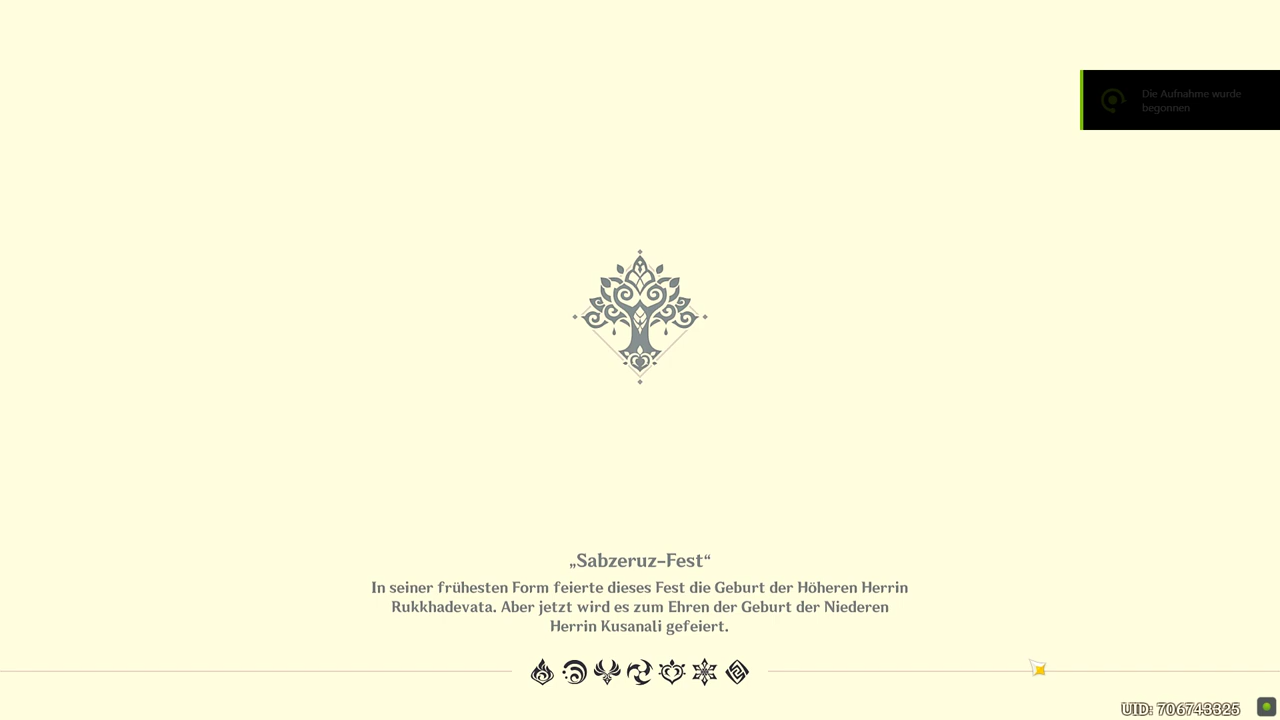 Die Aufnahme wurde
begonnen
„Sabzeruz-Fest“
In seiner frühesten Form feierte dieses Fest die Geburt der Höheren Herrin
Rukkhadevata. Aber jetzt wird es zum Ehren der Geburt der Niederen
Herrin Kusanali gefeiert.
UID: 706743325